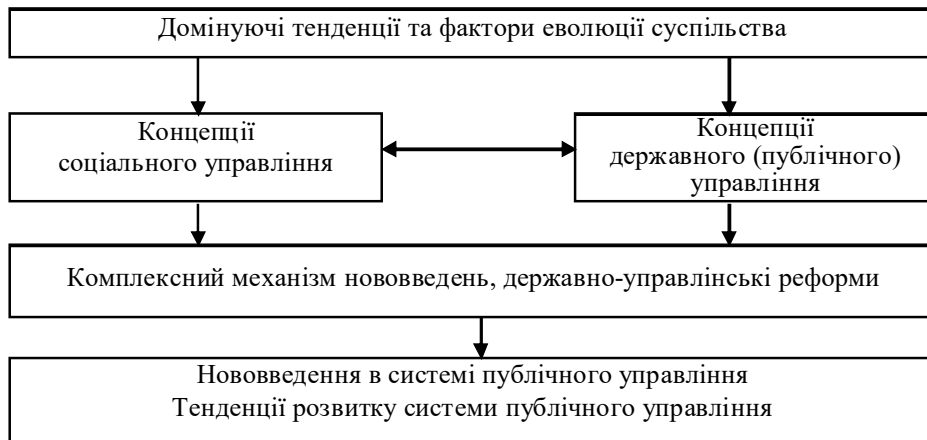 Домінуючі тенденції та фактори еволюції суспільства
Концепції
соціального управління
Концепції
державного (публічного)
управління
Комплексний механізм нововведень, державно-управлінські реформи
Нововведення в системі публічного управління
Тенденції розвитку системи публічного управління